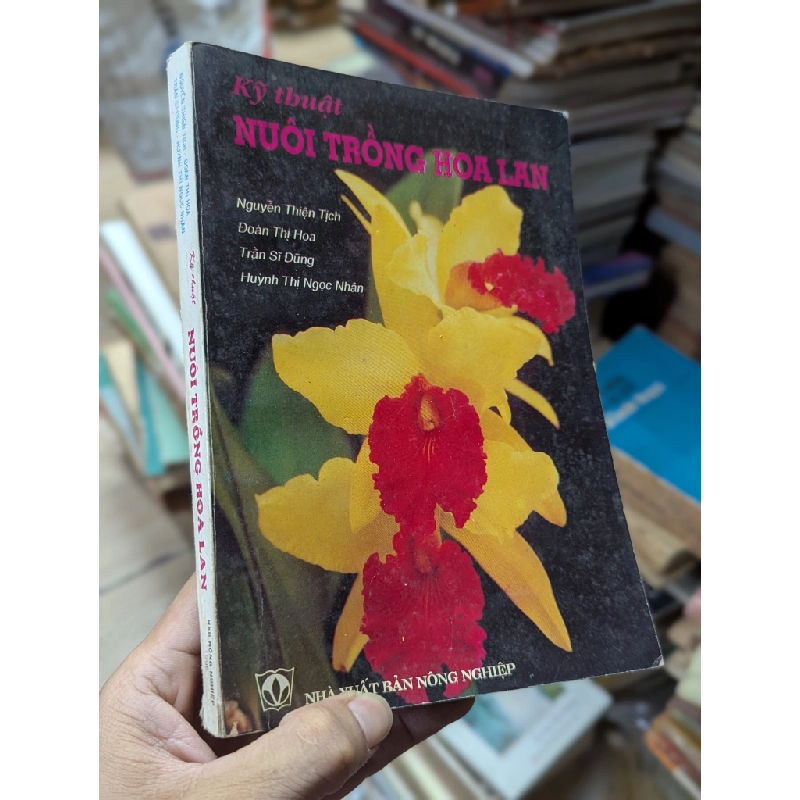 Kỹ thuật
NUÔI TRỒNG HOA LAN
Nguyễn Thiện Tịch
Đoàn Thị Hoa
Trần Sĩ Dũng
Huỳnh Thị Ngọc Nhân
NHÀ XUẤT BẢN NÔNG NGHIỆP
Kỹ thuật
NUÔI TRỒNG HOA LAN